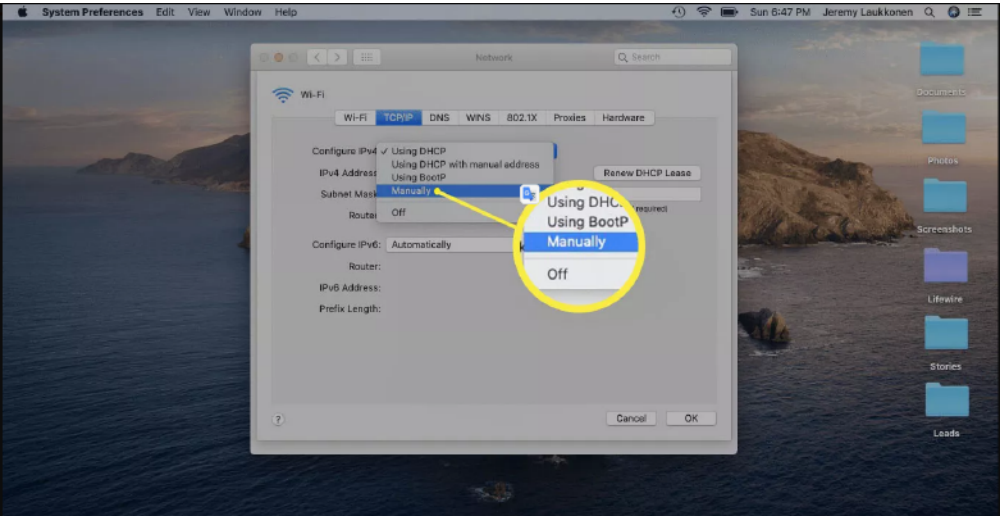 System Preferences Edit View Window Help Sun 6:47 PM Jeremy Laukkonen
Network
Search
Wi-Fi
Wi-Fi TCP/IP DNS WINS 802.1X Proxies Hardware
Configure IPv4 ✓ Using DHCP
Using DHCP with manual address
IPv4 Address Renew DHCP Lease
Using BootP
Subnet Mask Manually
Router Off
required)
Using DHC
Using BootP
Manually
Off
Configure IPv6: Automatically
Router:
IPv6 Address:
Prefix Length:
? Cancel OK
Documents
Photos
Screenshots
Lifewire
Stories
Leads